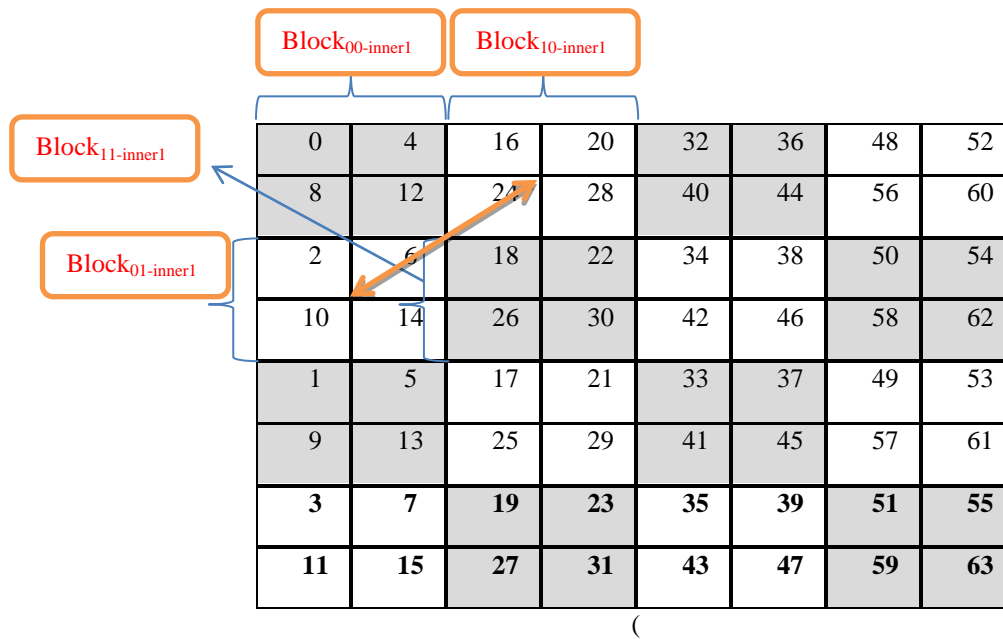 Block00-inner1 Block10-inner1
Block11-inner1
Block01-inner1
0 4 16 20 32 36 48 52
8 12 24 28 40 44 56 60
2 6 18 22 34 38 50 54
10 14 26 30 42 46 58 62
1 5 17 21 33 37 49 53
9 13 25 29 41 45 57 61
3 7 19 23 35 39 51 55
11 15 27 31 43 47 59 63
(